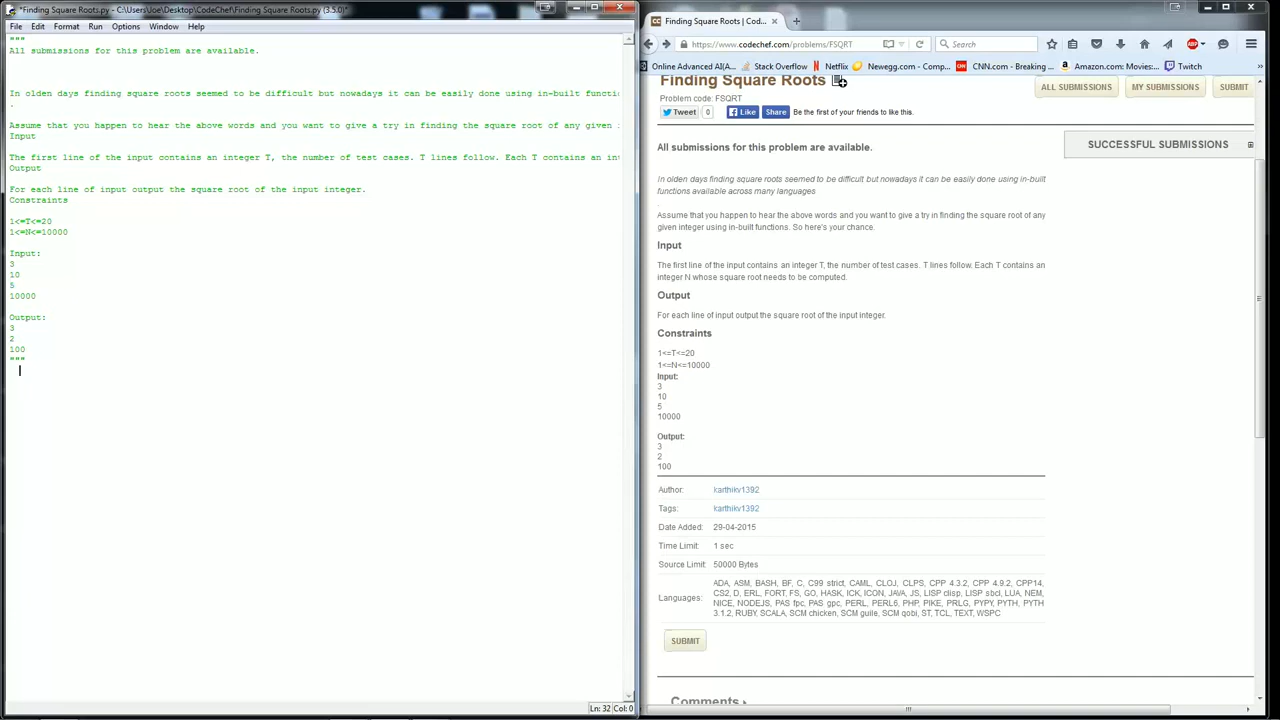 *Finding Square Roots.py - C:\Users\Joe\Desktop\CodeChef\Finding Square Roots.py (3.5.0)*
File Edit Format Run Options Window Help
"""
All submissions for this problem are available.
In olden days finding square roots seemed to be difficult but nowadays it can be easily done using in-built functi
.
Assume that you happen to hear the above words and you want to give a try in finding the square root of any given i
Input
The first line of the input contains an integer T, the number of test cases. T lines follow. Each T contains an in
Output
For each line of input output the square root of the input integer.
Constraints
1<=T<=20
1<=N<=10000
Input:
3
10
5
10000
Output:
3
2
100
"""
Ln: 32 Col: 0
Finding Square Roots | Cod...
https://www.codechef.com/problems/FSQRT
Search
Online Advanced AI(A... Stack Overflow Netflix Newegg.com - Comp... CNN.com - Breaking ... Amazon.com: Movies:... Twitch
Finding Square Roots
ALL SUBMISSIONS MY SUBMISSIONS SUBMIT
Problem code: FSQRT
Tweet 0 Like Share Be the first of your friends to like this.
All submissions for this problem are available.
SUCCESSFUL SUBMISSIONS
In olden days finding square roots seemed to be difficult but nowadays it can be easily done using in-built
functions available across many languages
.
Assume that you happen to hear the above words and you want to give a try in finding the square root of any
given integer using in-built functions. So here's your chance.
Input
The first line of the input contains an integer T, the number of test cases. T lines follow. Each T contains an
integer N whose square root needs to be computed.
Output
For each line of input output the square root of the input integer.
Constraints
1<=T<=20
1<=N<=10000
Input:
3
10
5
10000
Output:
3
2
100
Author: karthikv1392
Tags: karthikv1392
Date Added: 29-04-2015
Time Limit: 1 sec
Source Limit: 50000 Bytes
Languages: ADA, ASM, BASH, BF, C, C99 strict, CAML, CLOJ, CLPS, CPP 4.3.2, CPP 4.9.2, CPP14,
CS2, D, ERL, FORT, FS, GO, HASK, ICK, ICON, JAVA, JS, LISP clisp, LISP sbcl, LUA, NEM,
NICE, NODEJS, PAS fpc, PAS gpc, PERL, PERL6, PHP, PIKE, PRLG, PYPY, PYTH, PYTH
3.1.2, RUBY, SCALA, SCM chicken, SCM guile, SCM qobi, ST, TCL, TEXT, WSPC
SUBMIT
Comments